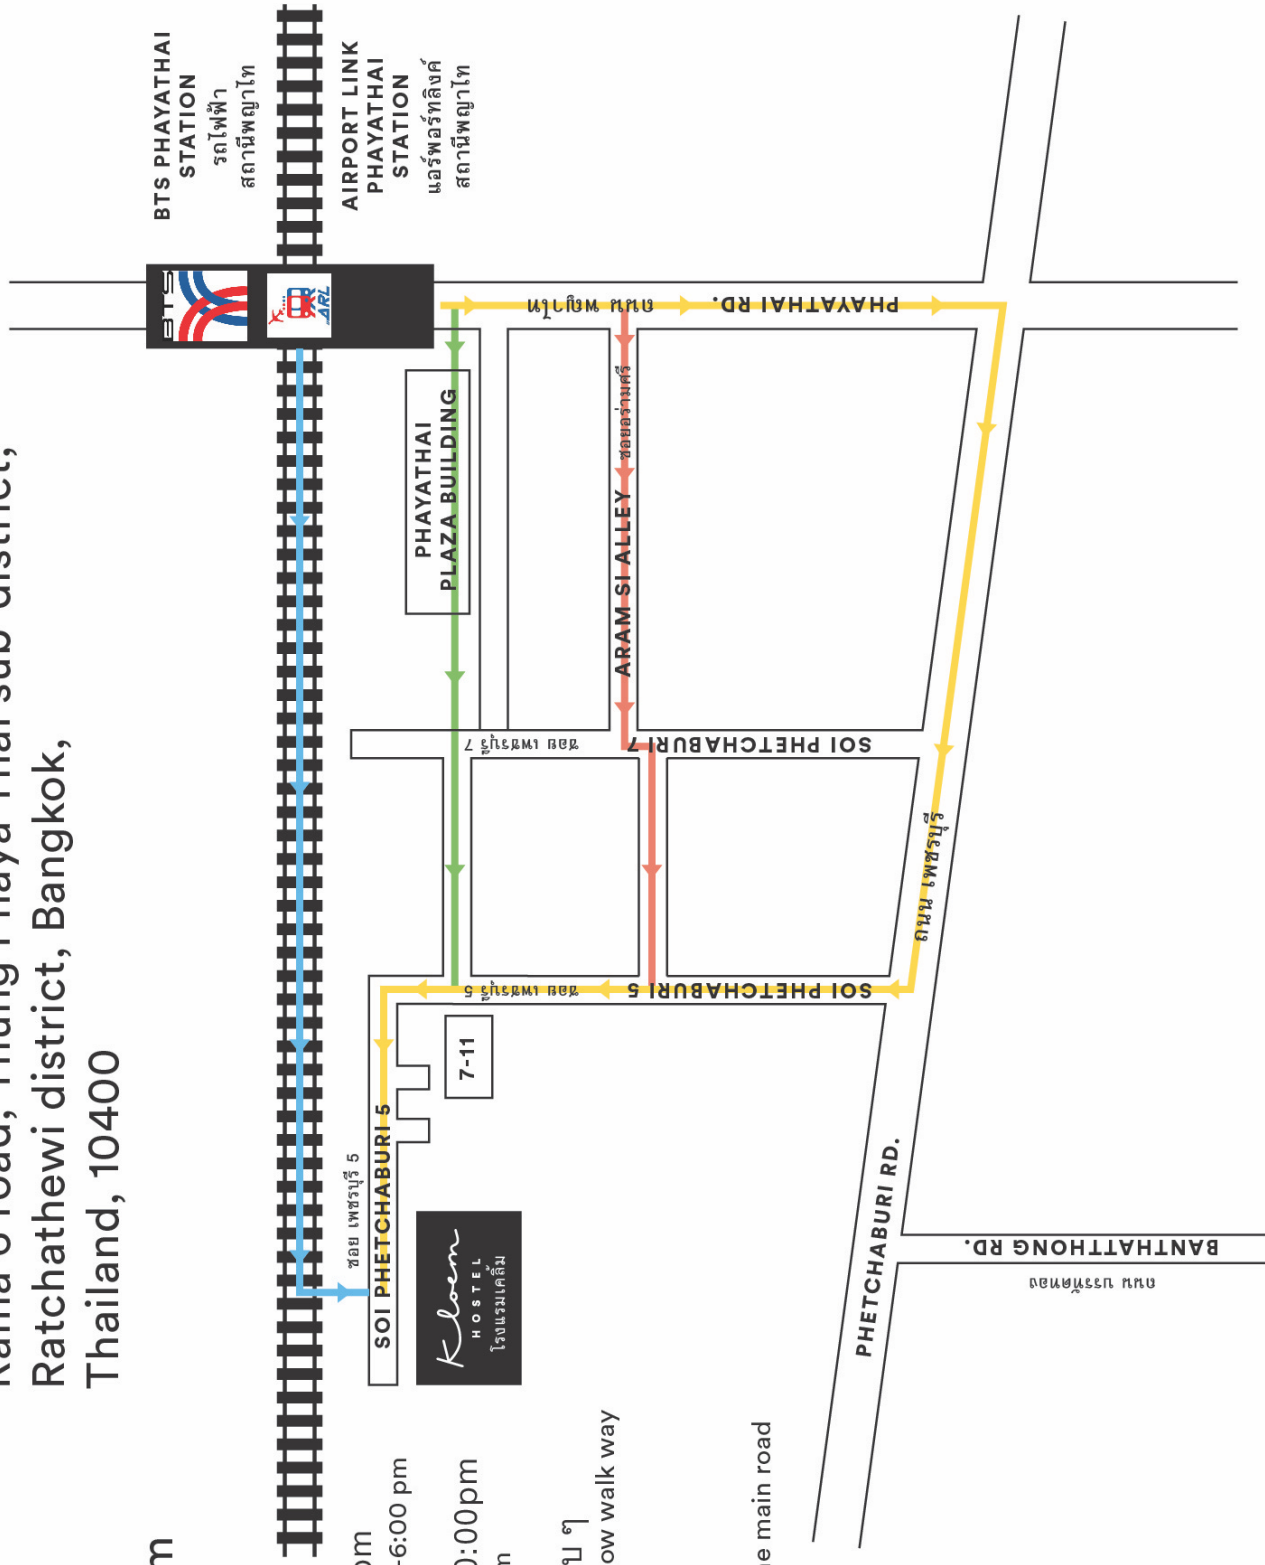 Ratchathewi district, Bangkok,
Thailand, 10400
BTS PHAYATHAI
STATION
รถไฟฟ้า
สถานีพญาไท
BTS
ARL
AIRPORT LINK
PHAYATHAI
STATION
แอร์พอร์ทลิงค์
สถานีพญาไท
PHAYATHAI
PLAZA BUILDING
ถนน พญาไท
PHAYATHAI RD.
ARAM SI ALLEY
ซอยอร่ามศรี
ซอย เพชรบุรี 7
SOI PHETCHABURI 7
ซอย เพชรบุรี 5
SOI PHETCHABURI 5
ถนน เพชรบุรี
7-11
ซอย เพชรบุรี 5
SOI PHETCHABURI 5
Kloem
HOSTEL
โรงแรมเคลิ้ม
PHETCHABURI RD.
BANTHATTHONG RD.
ถนน บรรทัดทอง
-6:00 pm
0:00pm
walk way
main road